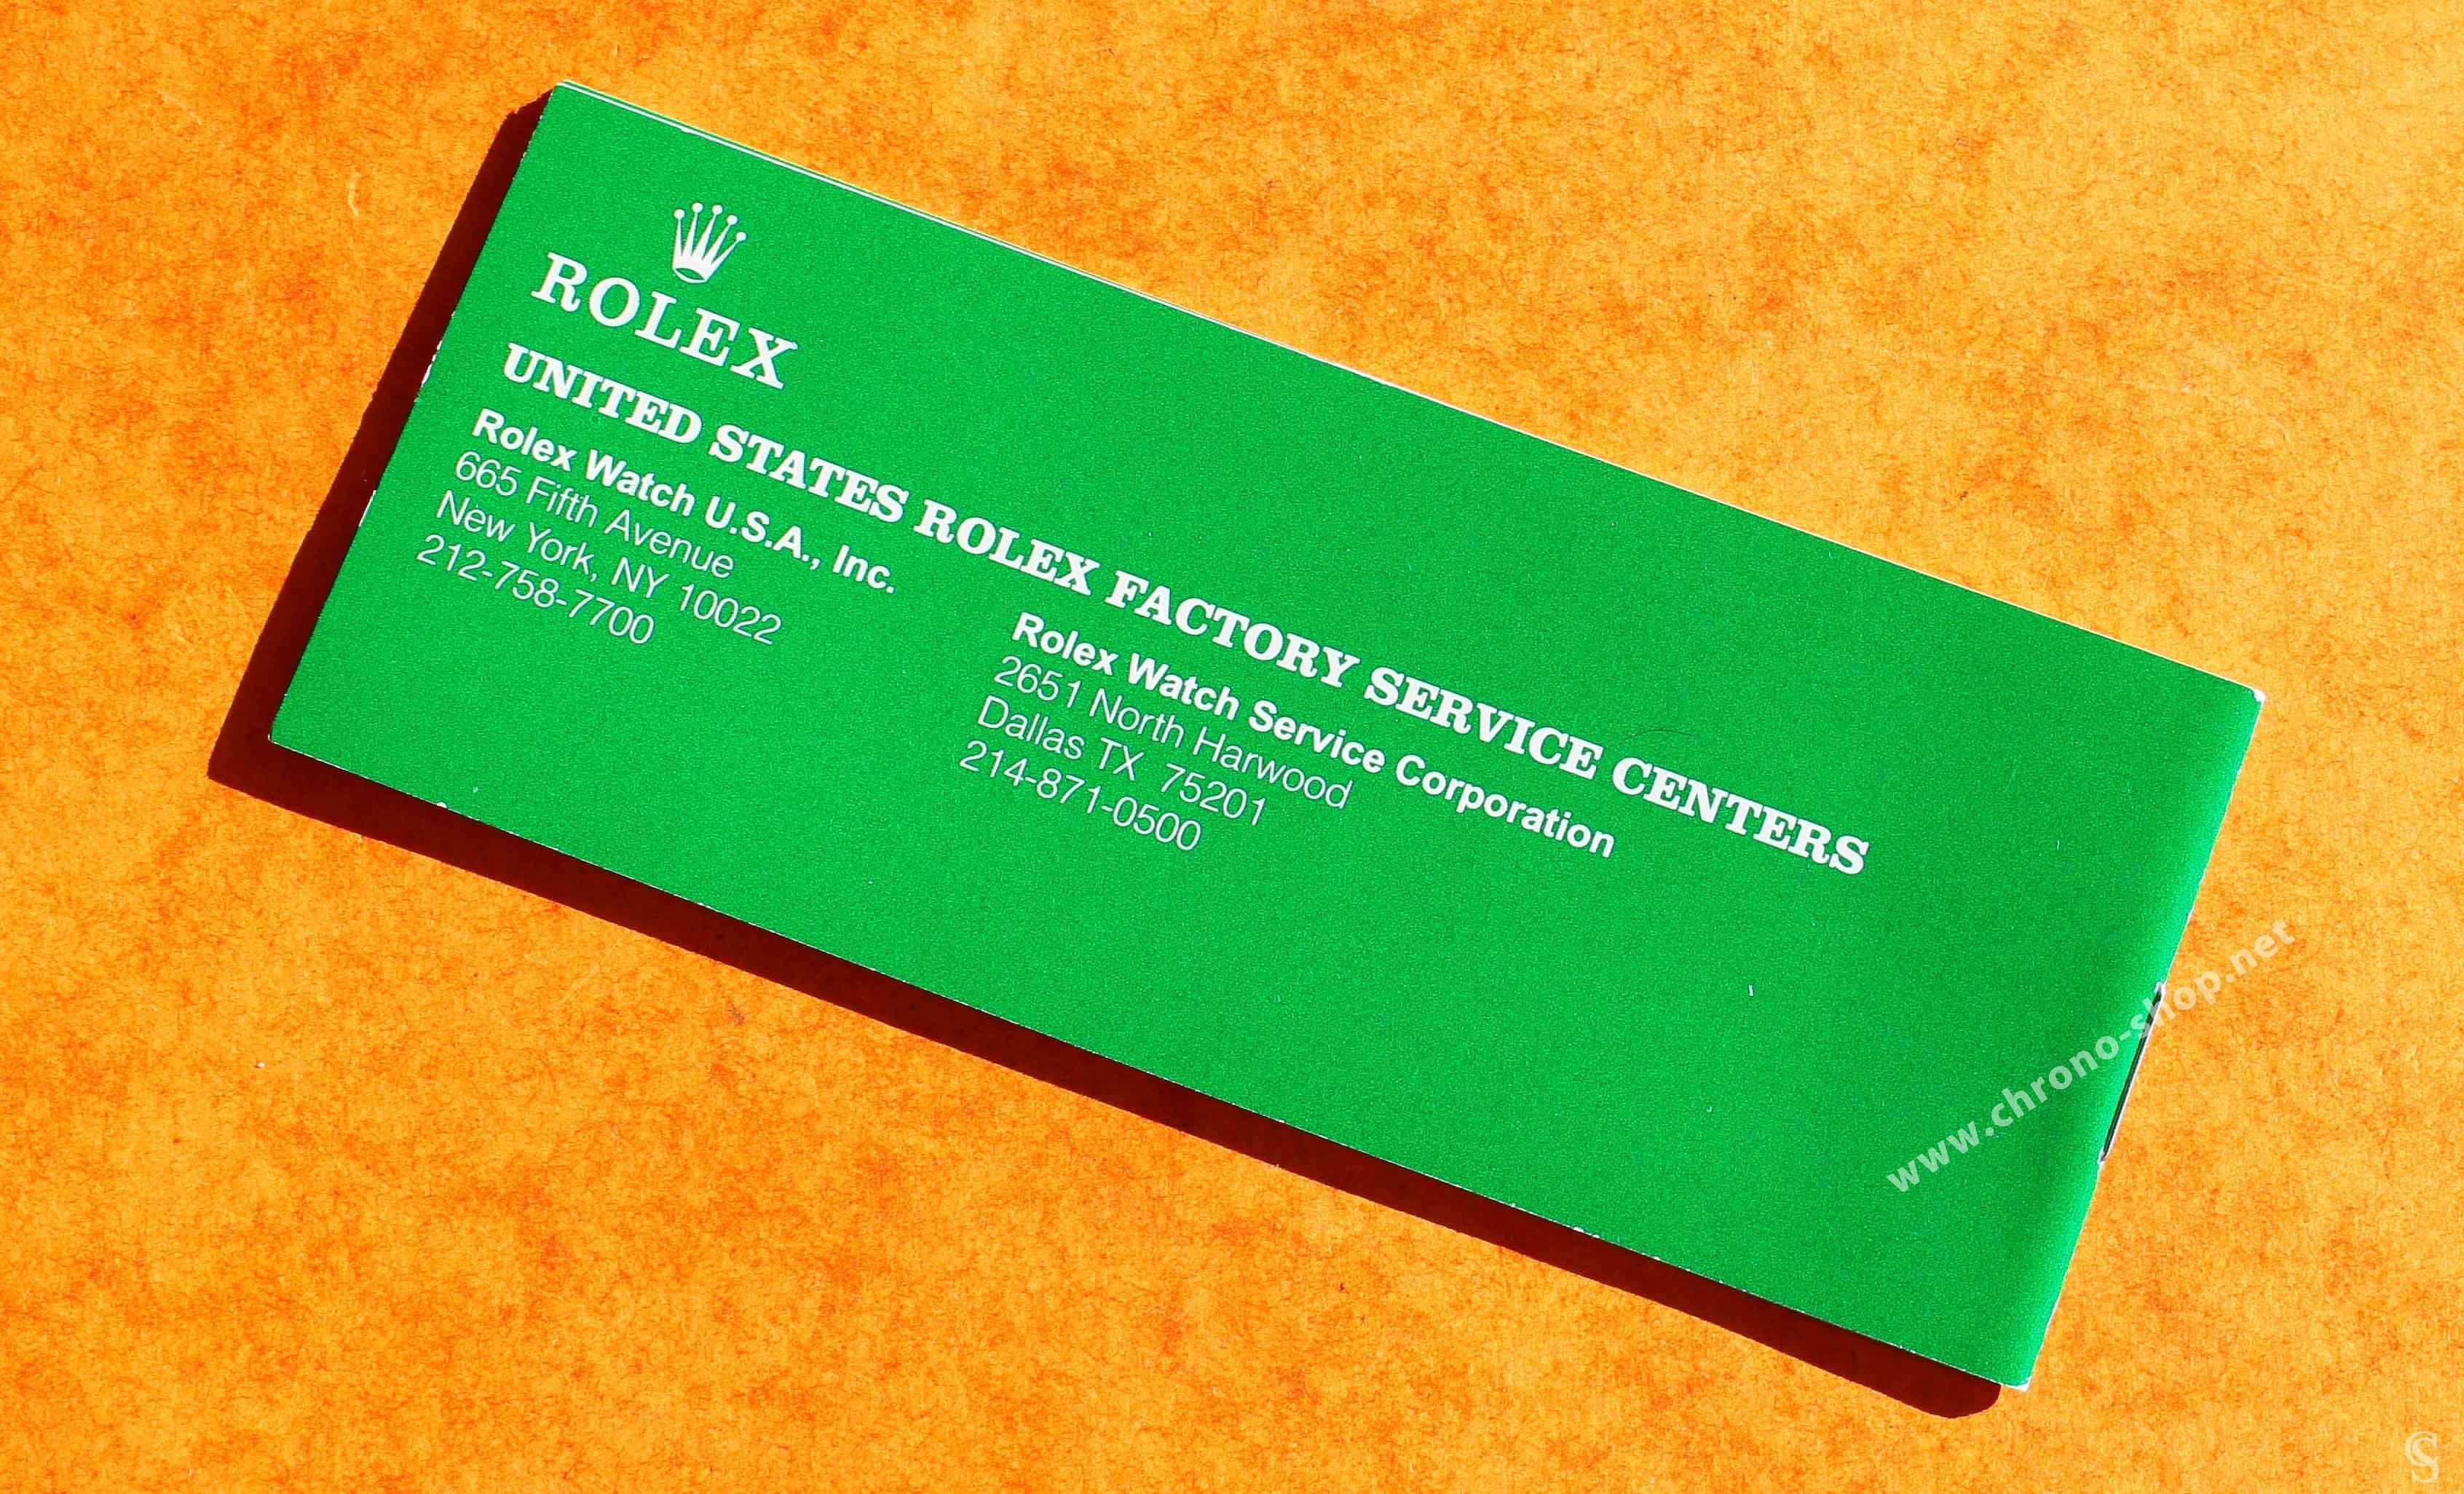 ROLEX
UNITED STATES ROLEX FACTORY SERVICE CENTERS
Rolex Watch U.S.A., Inc.
665 Fifth Avenue
New York, NY 10022
212-758-7700
Rolex Watch Service Corporation
2651 North Harwood
Dallas TX 75201
214-871-0500
www.chrono-shop.net